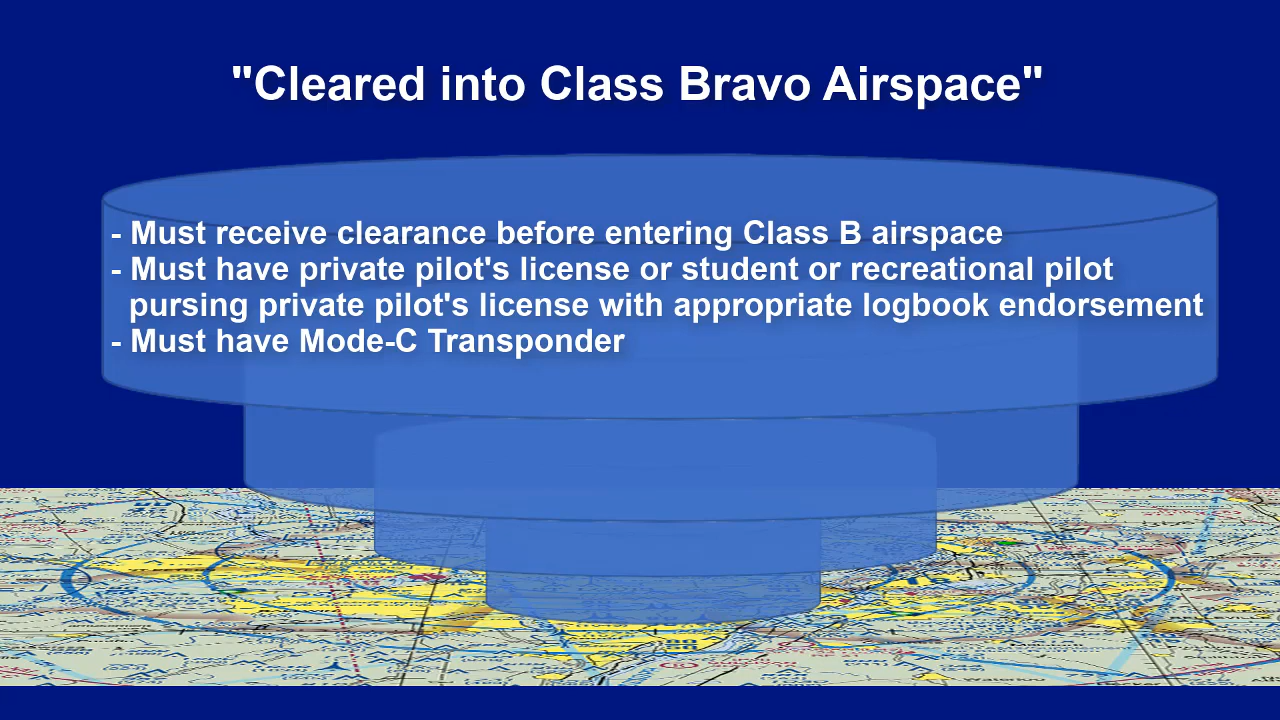 "Cleared into Class Bravo Airspace"
- Must receive clearance before entering Class B airspace
- Must have private pilot's license or student or recreational pilot
pursing private pilot's license with appropriate logbook endorsement
- Must have Mode-C Transponder